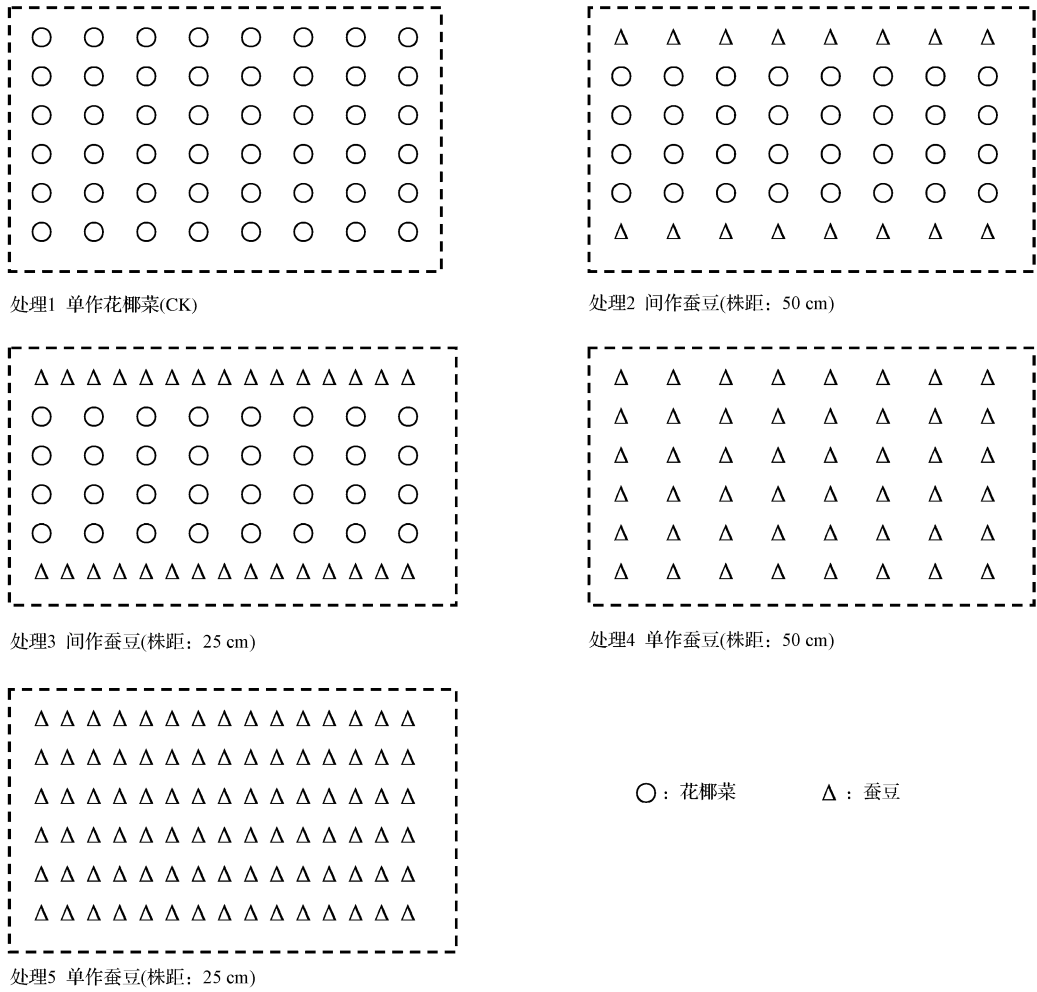 处理1 单作花椰菜(CK)
处理2 间作蚕豆(株距：50 cm)
处理3 间作蚕豆(株距：25 cm)
处理4 单作蚕豆(株距：50 cm)
○：花椰菜
Δ：蚕豆
处理5 单作蚕豆(株距：25 cm)